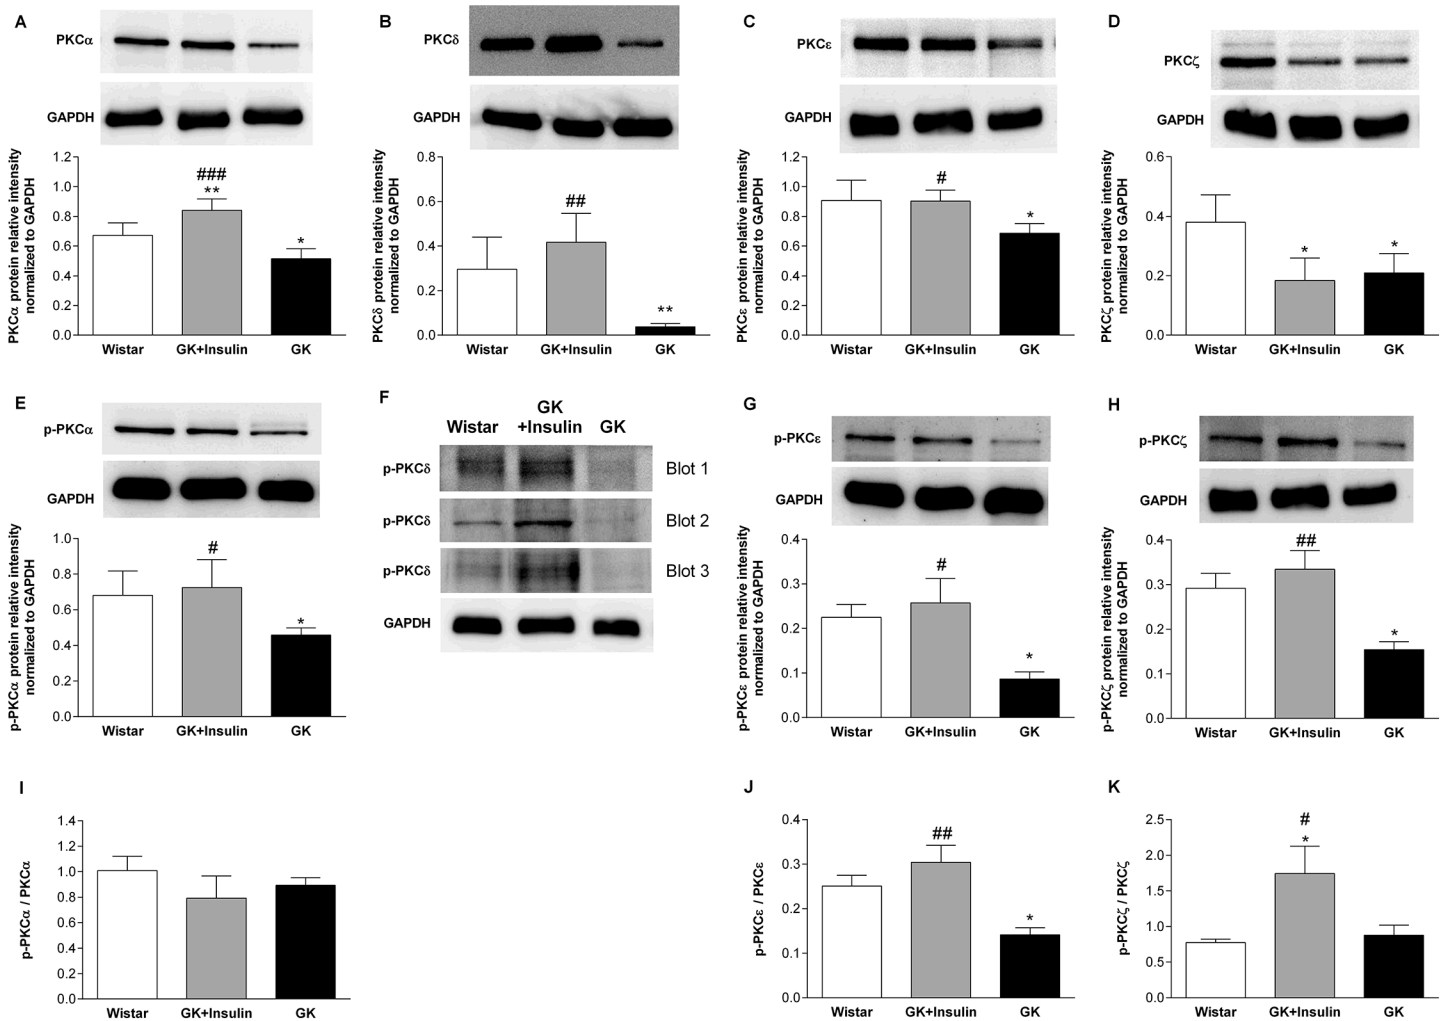 A
PKCα
GAPDH
PKCα protein relative intensity
normalized to GAPDH
1.2
1.0
0.8
0.6
0.4
0.2
0.0
###
**
*
Wistar GK+Insulin GK
B
PKCδ
GAPDH
PKCδ protein relative intensity
normalized to GAPDH
0.8
0.6
0.4
0.2
0.0
##
**
Wistar GK+Insulin GK
C
PKCε
GAPDH
PKCε protein relative intensity
normalized to GAPDH
1.2
1.0
0.8
0.6
0.4
0.2
0.0
#
*
Wistar GK+Insulin GK
D
PKCζ
GAPDH
PKCζ protein relative intensity
normalized to GAPDH
0.6
0.4
0.2
0.0
*
*
Wistar GK+Insulin GK
E
p-PKCα
GAPDH
p-PKCα protein relative intensity
normalized to GAPDH
1.0
0.8
0.6
0.4
0.2
0.0
#
*
Wistar GK+Insulin GK
F
GK
Wistar +Insulin GK
p-PKCδ Blot 1
p-PKCδ Blot 2
p-PKCδ Blot 3
GAPDH
G
p-PKCε
GAPDH
p-PKCε protein relative intensity
normalized to GAPDH
0.4
0.3
0.2
0.1
0.0
#
*
Wistar GK+Insulin GK
H
p-PKCζ
GAPDH
p-PKCζ protein relative intensity
normalized to GAPDH
0.4
0.3
0.2
0.1
0.0
##
*
Wistar GK+Insulin GK
I
p-PKCα / PKCα
1.4
1.2
1.0
0.8
0.6
0.4
0.2
0.0
Wistar GK+Insulin GK
J
p-PKCε / PKCε
0.4
0.3
0.2
0.1
0.0
##
*
Wistar GK+Insulin GK
K
p-PKCζ / PKCζ
2.5
2.0
1.5
1.0
0.5
0.0
#
*
Wistar GK+Insulin GK